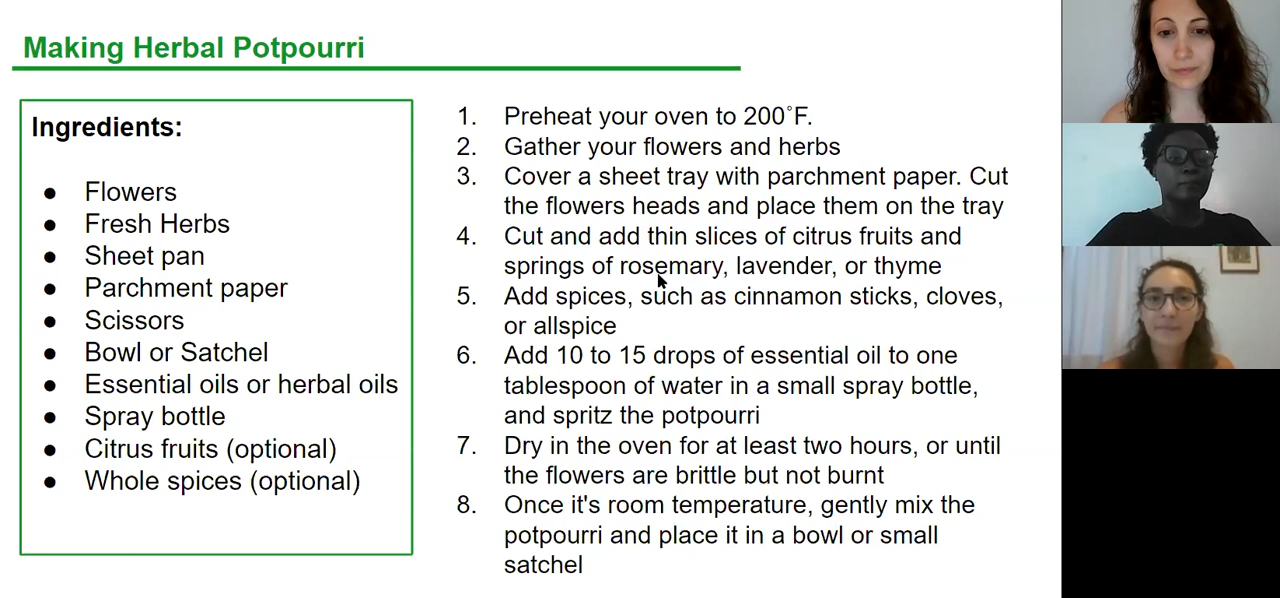 Making Herbal Potpourri
Ingredients:
● Flowers
● Fresh Herbs
● Sheet pan
● Parchment paper
● Scissors
● Bowl or Satchel
● Essential oils or herbal oils
● Spray bottle
● Citrus fruits (optional)
● Whole spices (optional)
1. Preheat your oven to 200˚F.
2. Gather your flowers and herbs
3. Cover a sheet tray with parchment paper. Cut
the flowers heads and place them on the tray
4. Cut and add thin slices of citrus fruits and
springs of rosemary, lavender, or thyme
5. Add spices, such as cinnamon sticks, cloves,
or allspice
6. Add 10 to 15 drops of essential oil to one
tablespoon of water in a small spray bottle,
and spritz the potpourri
7. Dry in the oven for at least two hours, or until
the flowers are brittle but not burnt
8. Once it's room temperature, gently mix the
potpourri and place it in a bowl or small
satchel